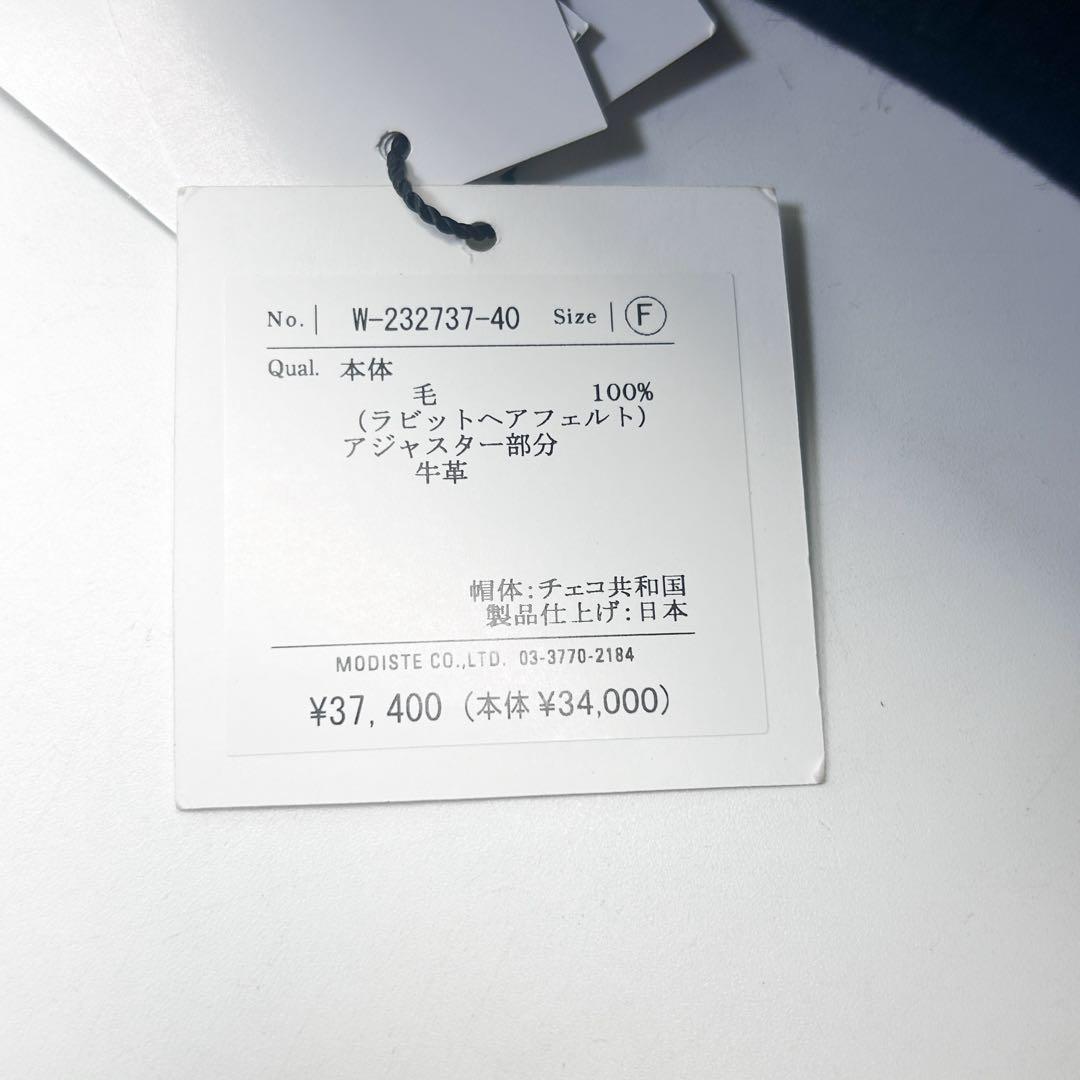 No. | W-232737-40 Size | Ⓕ
Qual. 本体
毛 100%
(ラビットヘアフェルト)
アジャスター部分
牛革
帽体:チェコ共和国
製品仕上げ:日本
MODISTE CO.,LTD. 03-3770-2184
¥37,400 (本体 ¥34,000)